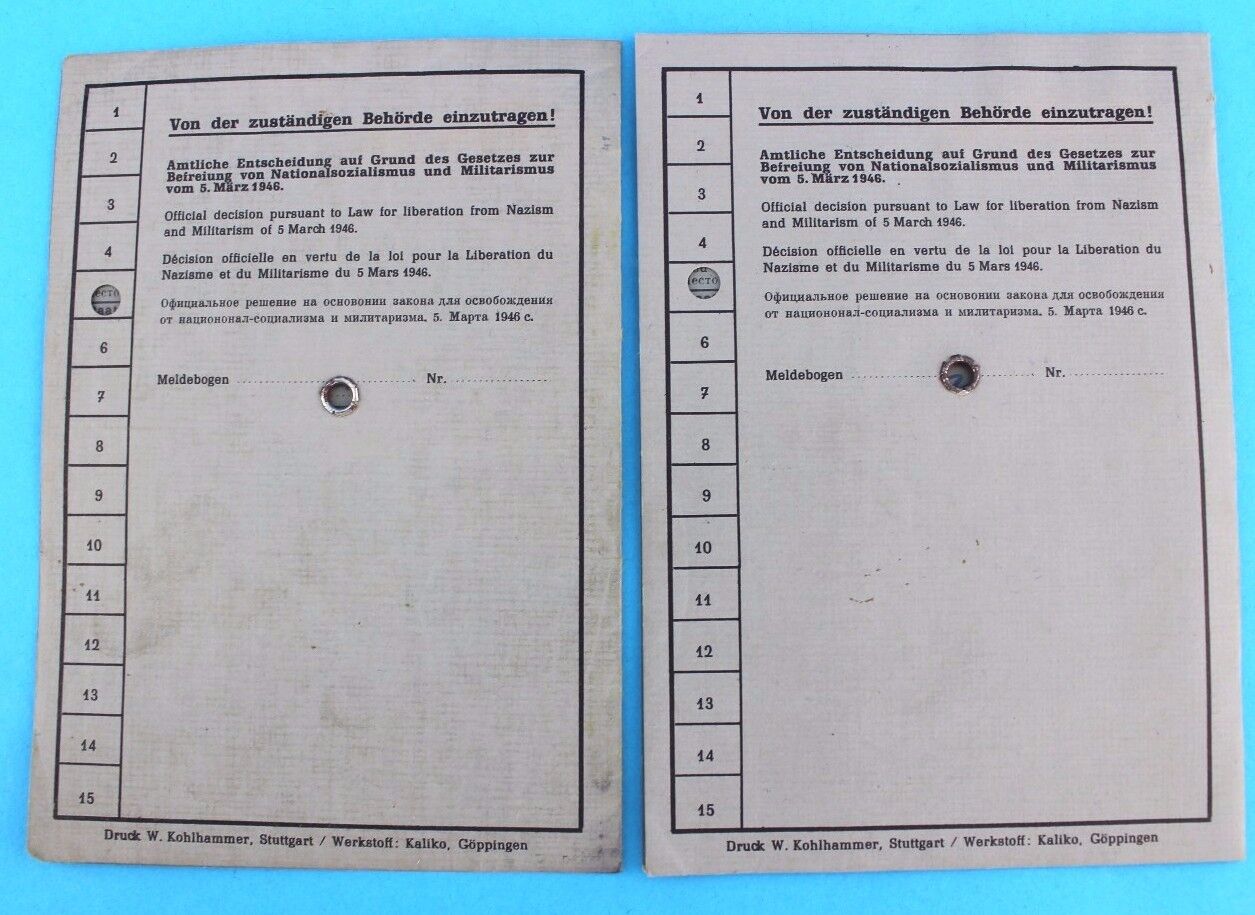 1
2
3
4
есто
6
7
8
9
10
11
12
13
14
15
Von der zuständigen Behörde einzutragen!
Amtliche Entscheidung auf Grund des Gesetzes zur
Befreiung von Nationalsozialismus und Militarismus
vom 5. März 1946.
Official decision pursuant to Law for liberation from Nazism
and Militarism of 5 March 1946.
Décision officielle en vertu de la loi pour la Liberation du
Nazisme et du Militarisme du 5 Mars 1946.
Официальное решение на основонии закона для освобождения
от национонал-социализма и милитаризма. 5. Марта 1946 с.
Meldebogen .................... Nr. ....................
Druck W. Kohlhammer, Stuttgart / Werkstoff: Kaliko, Göppingen
1
2
3
4
есто
6
7
8
9
10
11
12
13
14
15
Von der zuständigen Behörde einzutragen!
Amtliche Entscheidung auf Grund des Gesetzes zur
Befreiung von Nationalsozialismus und Militarismus
vom 5. März 1946.
Official decision pursuant to Law for liberation from Nazism
and Militarism of 5 March 1946.
Décision officielle en vertu de la loi pour la Liberation du
Nazisme et du Militarisme du 5 Mars 1946.
Официальное решение на основонии закона для освобождения
от национонал-социализма и милитаризма. 5. Марта 1946 с.
Meldebogen .................... Nr. ....................
Druck W. Kohlhammer, Stuttgart / Werkstoff: Kaliko, Göppingen